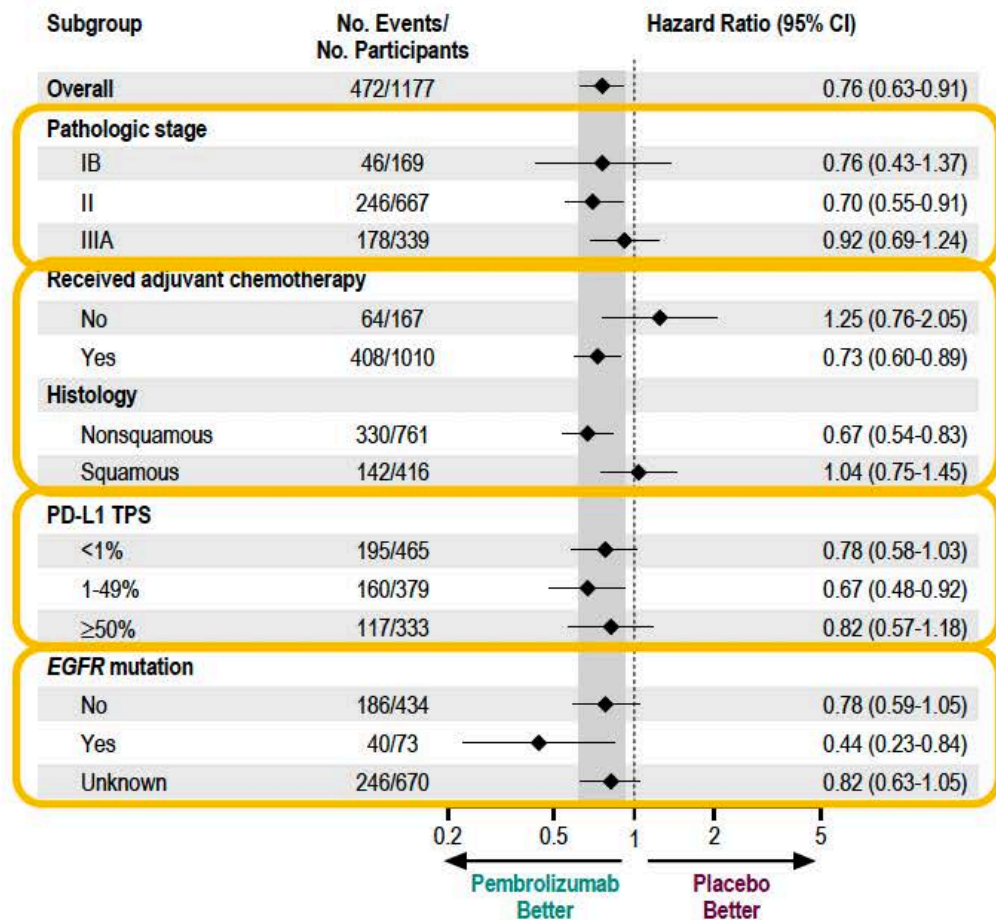 Subgroup No. Events/ Hazard Ratio (95% CI)
No. Participants
Overall 472/1177 0.76 (0.63-0.91)
Pathologic stage
IB 46/169 0.76 (0.43-1.37)
II 246/667 0.70 (0.55-0.91)
IIIA 178/339 0.92 (0.69-1.24)
Received adjuvant chemotherapy
No 64/167 1.25 (0.76-2.05)
Yes 408/1010 0.73 (0.60-0.89)
Histology
Nonsquamous 330/761 0.67 (0.54-0.83)
Squamous 142/416 1.04 (0.75-1.45)
PD-L1 TPS
<1% 195/465 0.78 (0.58-1.03)
1-49% 160/379 0.67 (0.48-0.92)
≥50% 117/333 0.82 (0.57-1.18)
EGFR mutation
No 186/434 0.78 (0.59-1.05)
Yes 40/73 0.44 (0.23-0.84)
Unknown 246/670 0.82 (0.63-1.05)
0.2 0.5 1 2 5
Pembrolizumab Placebo
Better Better